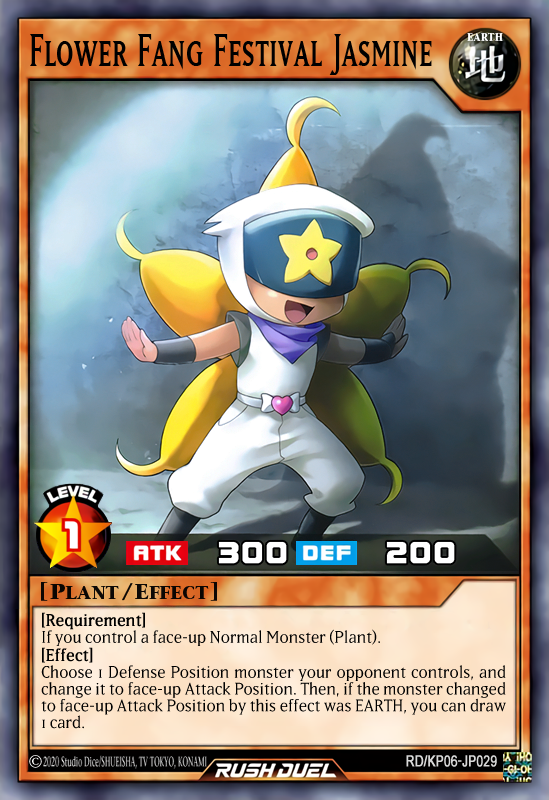 Flower Fang Festival Jasmine
EARTH
地
LEVEL
1
ATK 300 DEF 200
[Plant/Effect]
[Requirement]
If you control a face-up Normal Monster (Plant).
[Effect]
Choose 1 Defense Position monster your opponent controls, and
change it to face-up Attack Position. Then, if the monster changed
to face-up Attack Position by this effect was EARTH, you can draw
1 card.
©2020 Studio Dice/SHUEISHA, TV TOKYO, KONAMI
RUSH DUEL
RD/KP06-JP029